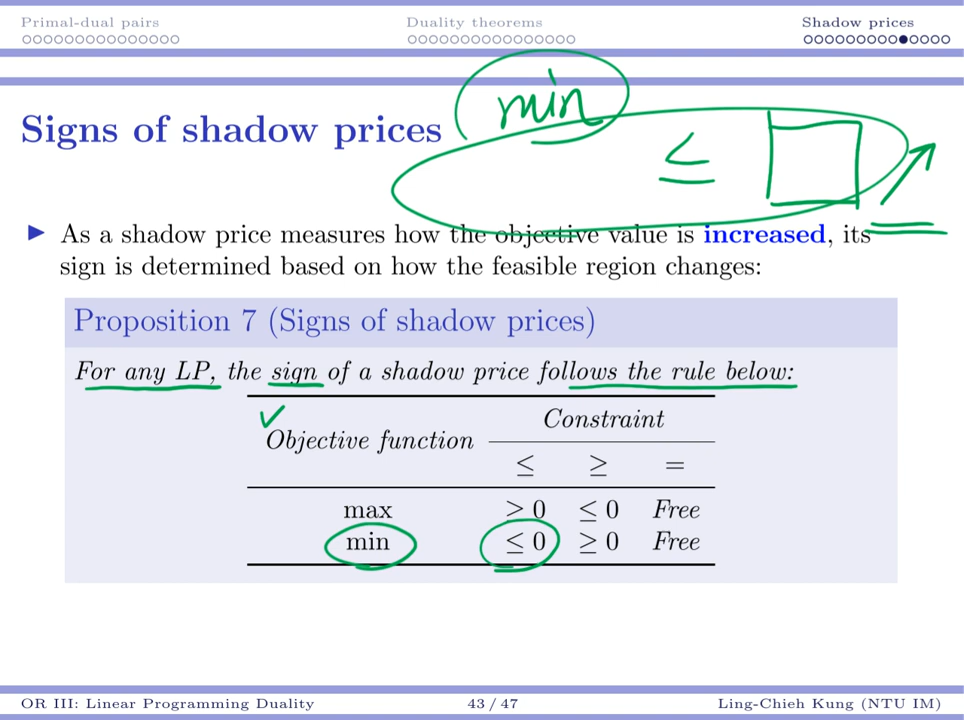 Primal-dual pairs Duality theorems Shadow prices
min
Signs of shadow prices
≤
▶ As a shadow price measures how the objective value is increased, its
sign is determined based on how the feasible region changes:
Proposition 7 (Signs of shadow prices)
For any LP, the sign of a shadow price follows the rule below:
✓
Constraint
Objective function
≤ ≥ =
max ≥ 0 ≤ 0 Free
min ≤ 0 ≥ 0 Free
OR III: Linear Programming Duality 43 / 47 Ling-Chieh Kung (NTU IM)